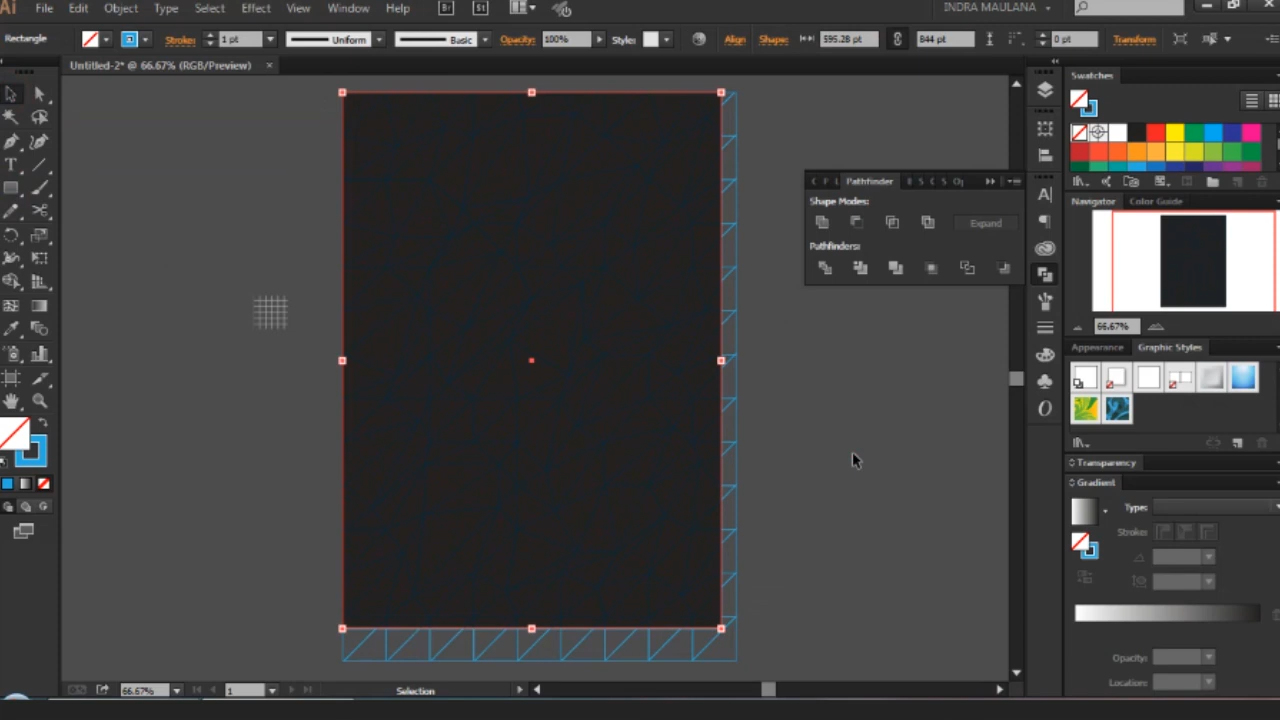 Ai File Edit Object Type Select Effect View Window Help Br St INDRA MAULANA
Rectangle Stroke: 1 pt Uniform Basic Opacity: 100% Style: Align Shape: 595.28 pt 844 pt 0 pt Transform
Untitled-2* @ 66.67% (RGB/Preview) ×
Swatches
Pathfinder
Shape Modes:
Expand
Pathfinders:
Navigator Color Guide
66.67%
Appearance Graphic Styles
Transparency
Gradient
Type:
Stroke:
Opacity:
Location:
66.67% 1 Selection